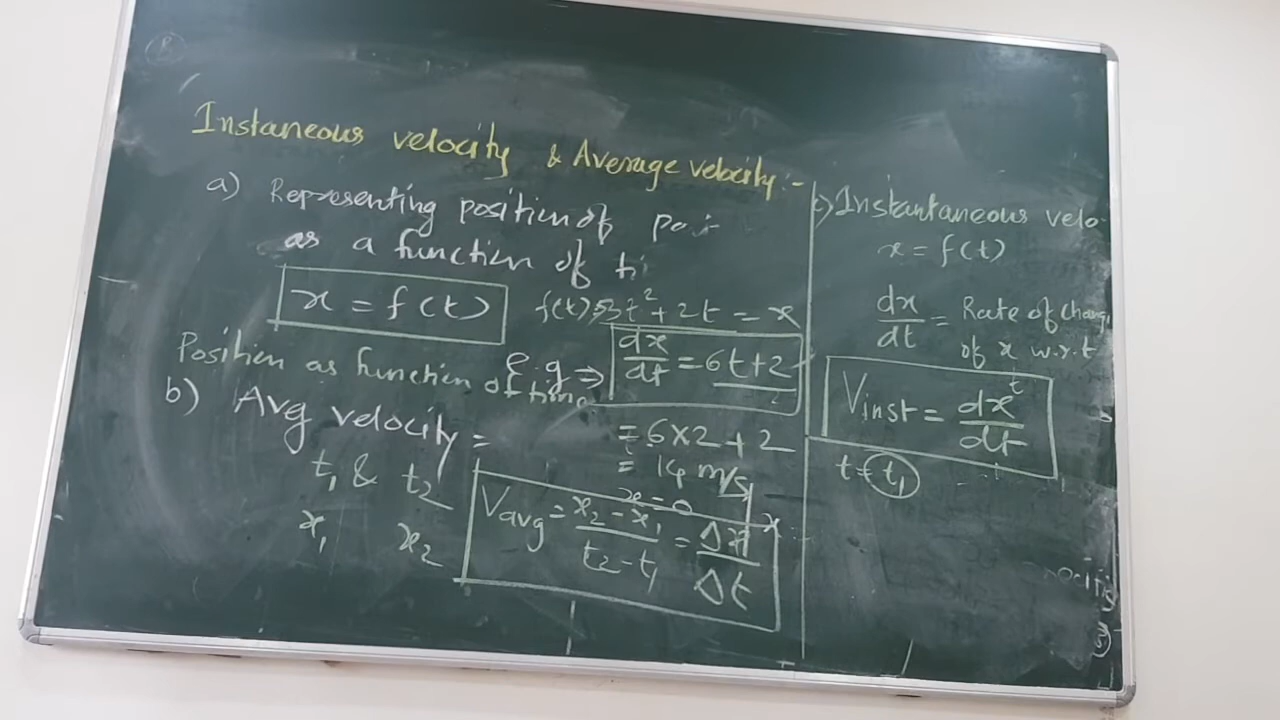 Instaneous velocity & Average velocity :-
a) Representing position of
as a function of
x = f(t)
f(t) = 3t² + 2t = x
Position as function of time
e.g ⇒ dx/dt = 6t+2
= 6×2+2
= 14 m/s
b) Avg velocity =
t₁ & t₂
x₁ x₂
x=0 x
Vavg = x₂-x₁/t₂-t₁ = Δx/Δt
c) Instantaneous velo
x = f(t)
dx/dt = Rate of chang
of x w.r.t
t
Vinst = dx/dt
t = t₁